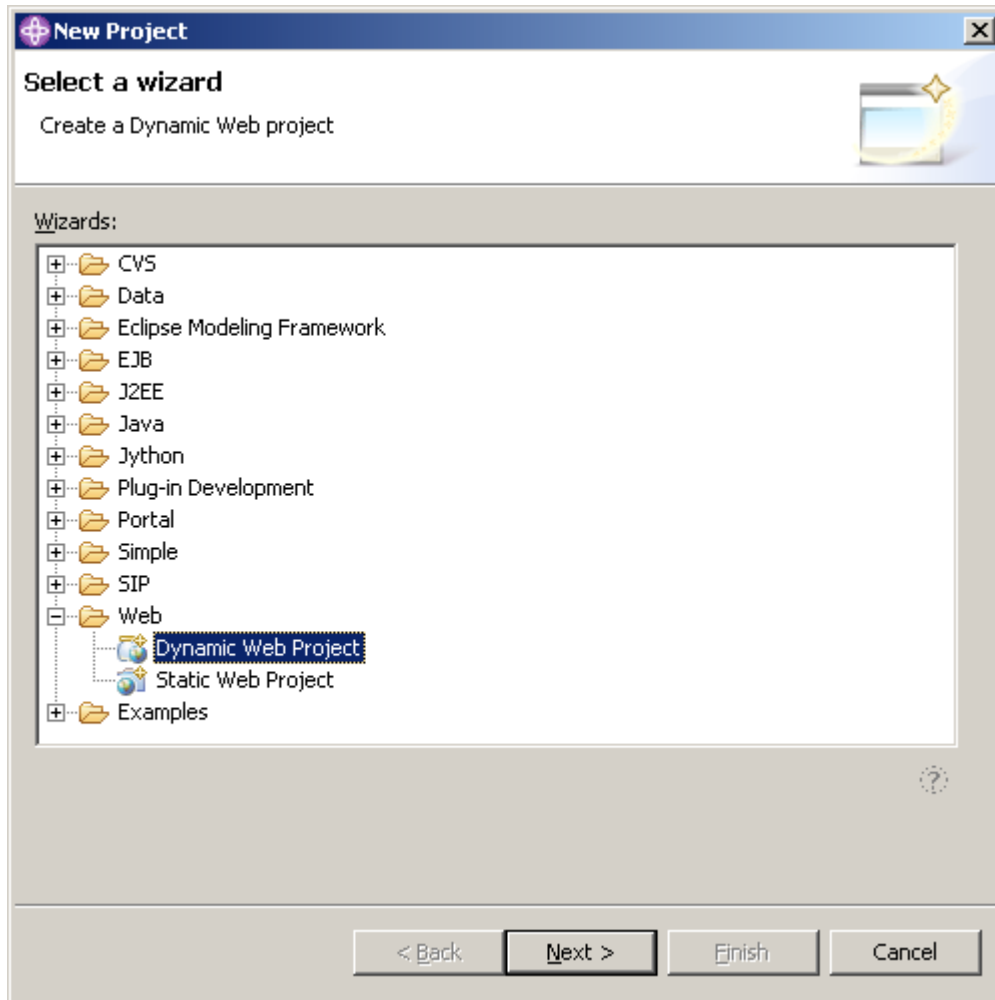 New Project
Select a wizard
Create a Dynamic Web project
Wizards:
CVS
Data
Eclipse Modeling Framework
EJB
J2EE
Java
Jython
Plug-in Development
Portal
Simple
SIP
Web
Dynamic Web Project
Static Web Project
Examples
?
< Back Next > Finish Cancel